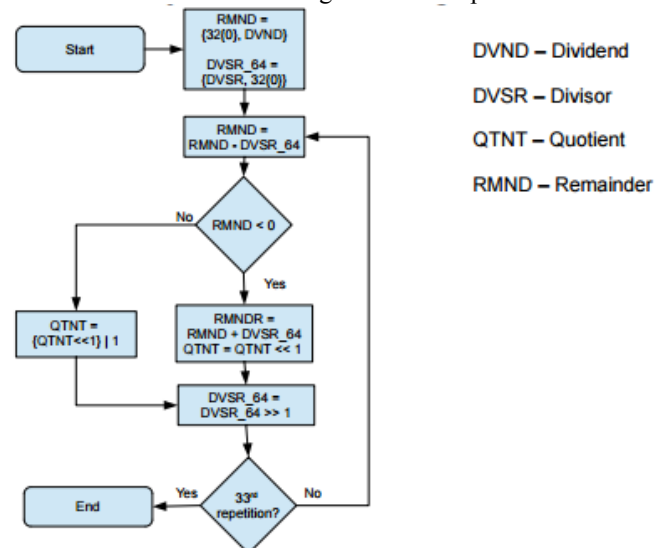 Start
RMND =
{32{0}, DVND}
DVSR_64 =
{DVSR, 32{0}}
RMND =
RMND - DVSR_64
RMND < 0
No
Yes
QTNT =
{QTNT<<1} | 1
RMNDR =
RMND + DVSR_64
QTNT = QTNT << 1
DVSR_64 =
DVSR_64 >> 1
33rd
repetition?
Yes
No
End
DVND – Dividend
DVSR – Divisor
QTNT – Quotient
RMND – Remainder